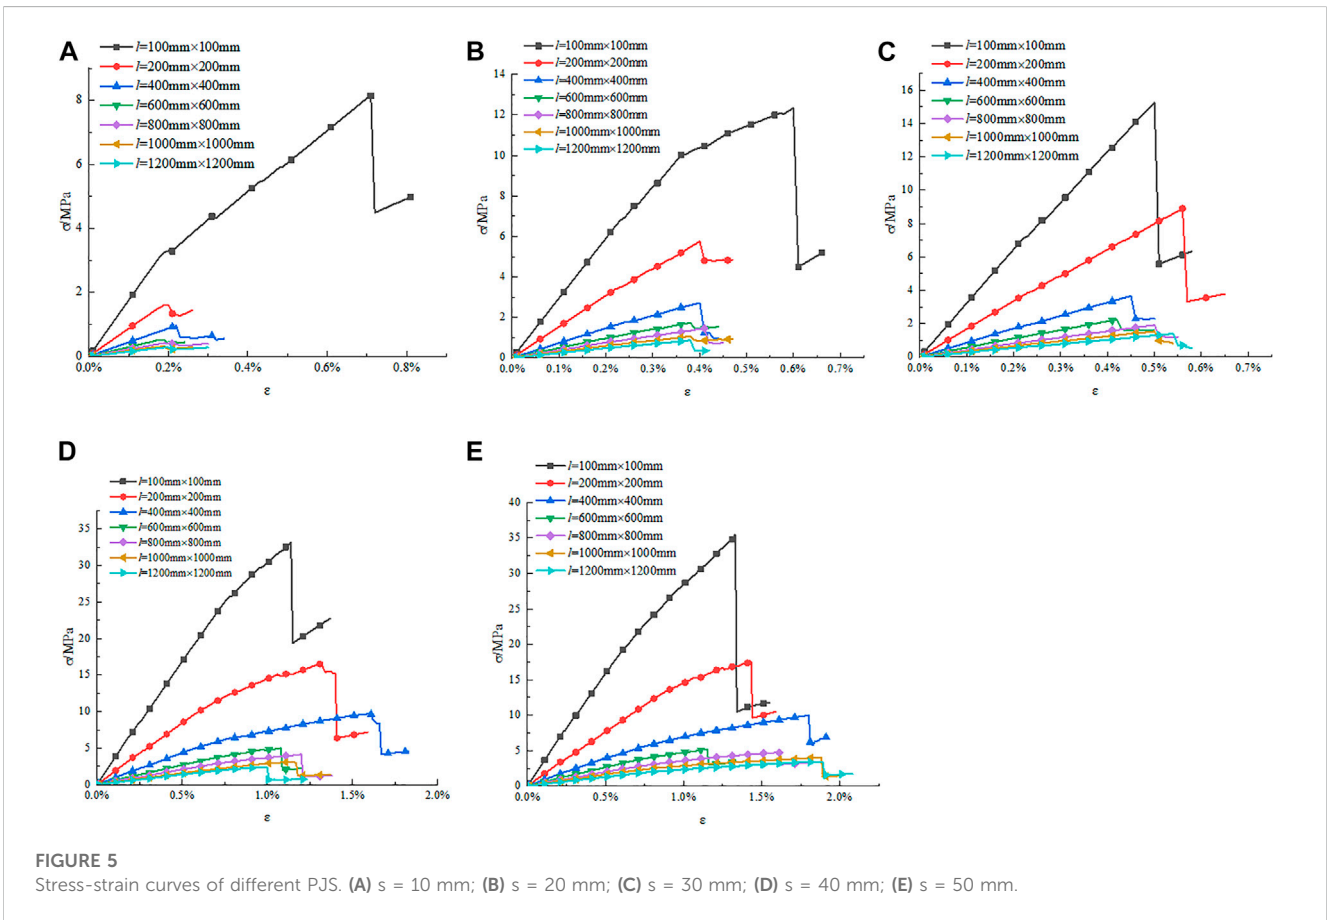 A
l=100mm×100mm
l=200mm×200mm
l=400mm×400mm
l=600mm×600mm
l=800mm×800mm
l=1000mm×1000mm
l=1200mm×1200mm
8
6
4
2
0
σ/MPa
0.0% 0.2% 0.4% 0.6% 0.8%
ε
B
l=100mm×100mm
l=200mm×200mm
l=400mm×400mm
l=600mm×600mm
l=800mm×800mm
l=1000mm×1000mm
l=1200mm×1200mm
14
12
10
8
6
4
2
0
σ/MPa
0.0% 0.1% 0.2% 0.3% 0.4% 0.5% 0.6% 0.7%
ε
C
l=100mm×100mm
l=200mm×200mm
l=400mm×400mm
l=600mm×600mm
l=800mm×800mm
l=1000mm×1000mm
l=1200mm×1200mm
16
14
12
10
8
6
4
2
0
σ/MPa
0.0% 0.1% 0.2% 0.3% 0.4% 0.5% 0.6% 0.7%
ε
D
l=100mm×100mm
l=200mm×200mm
l=400mm×400mm
l=600mm×600mm
l=800mm×800mm
l=1000mm×1000mm
l=1200mm×1200mm
35
30
25
20
15
10
5
0
σ/MPa
0.0% 0.5% 1.0% 1.5% 2.0%
ε
E
l=100mm×100mm
l=200mm×200mm
l=400mm×400mm
l=600mm×600mm
l=800mm×800mm
l=1000mm×1000mm
l=1200mm×1200mm
40
35
30
25
20
15
10
5
0
σ/MPa
0.0% 0.5% 1.0% 1.5% 2.0%
ε
FIGURE 5
Stress-strain curves of different PJS. (A) s = 10 mm; (B) s = 20 mm; (C) s = 30 mm; (D) s = 40 mm; (E) s = 50 mm.